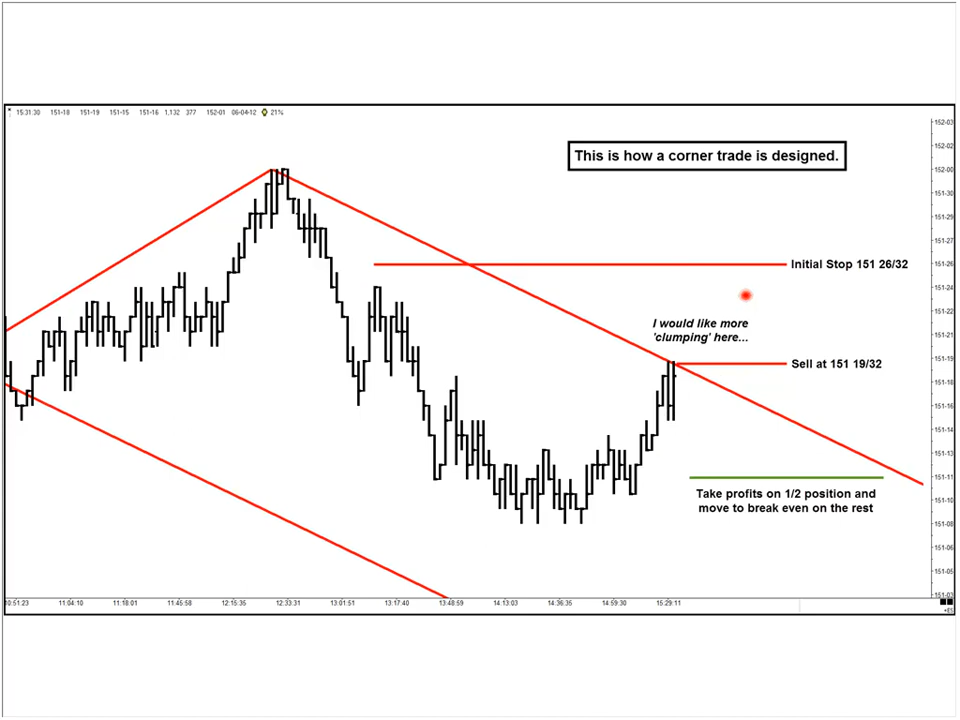 15:31:30 151-18 151-19 151-15 151-16 1,132 377 152-01 06-04-12 21%
This is how a corner trade is designed.
152-03
152-02
152-00
151-30
151-29
151-27
Initial Stop 151 26/32
151-26
151-24
I would like more
'clumping' here...
151-22
151-21
Sell at 151 19/32
151-19
151-18
151-16
151-14
151-13
151-11
Take profits on 1/2 position and
move to break even on the rest
151-10
151-08
151-06
151-05
151-03
10:51:23 11:04:10 11:18:01 11:45:58 12:15:35 12:33:31 13:01:51 13:17:40 13:48:59 14:13:03 14:36:35 14:59:30 15:29:11